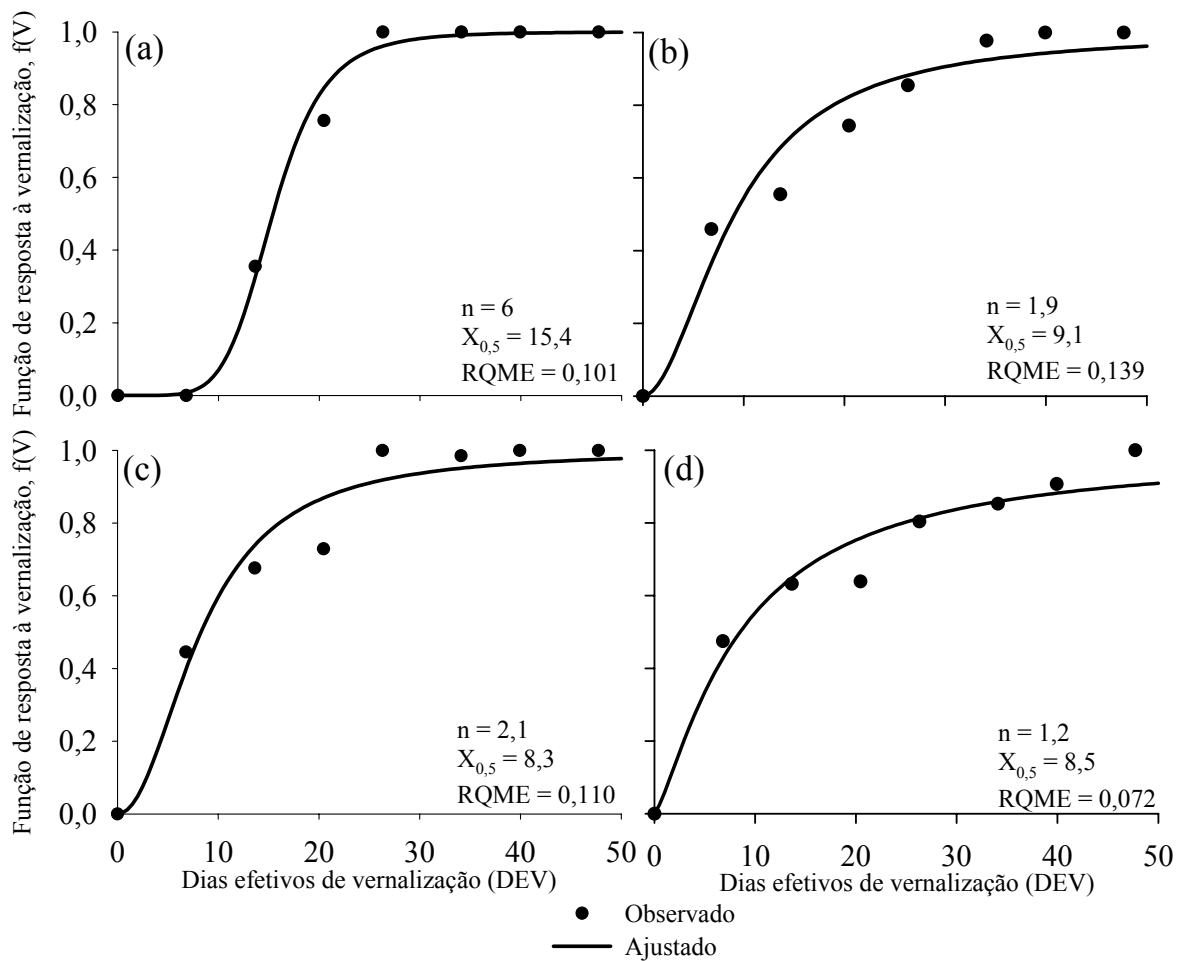 Função de resposta à vernalização, f(V)
1,0
0,8
0,6
0,4
0,2
0,0
(a)
n = 6
X0,5 = 15,4
RQME = 0,101
(b)
n = 1,9
X0,5 = 9,1
RQME = 0,139
Função de resposta à vernalização, f(V)
1,0
0,8
0,6
0,4
0,2
0,0
(c)
n = 2,1
X0,5 = 8,3
RQME = 0,110
(d)
n = 1,2
X0,5 = 8,5
RQME = 0,072
0 10 20 30 40 50
0 10 20 30 40 50
Dias efetivos de vernalização (DEV)
Dias efetivos de vernalização (DEV)
Observado
Ajustado